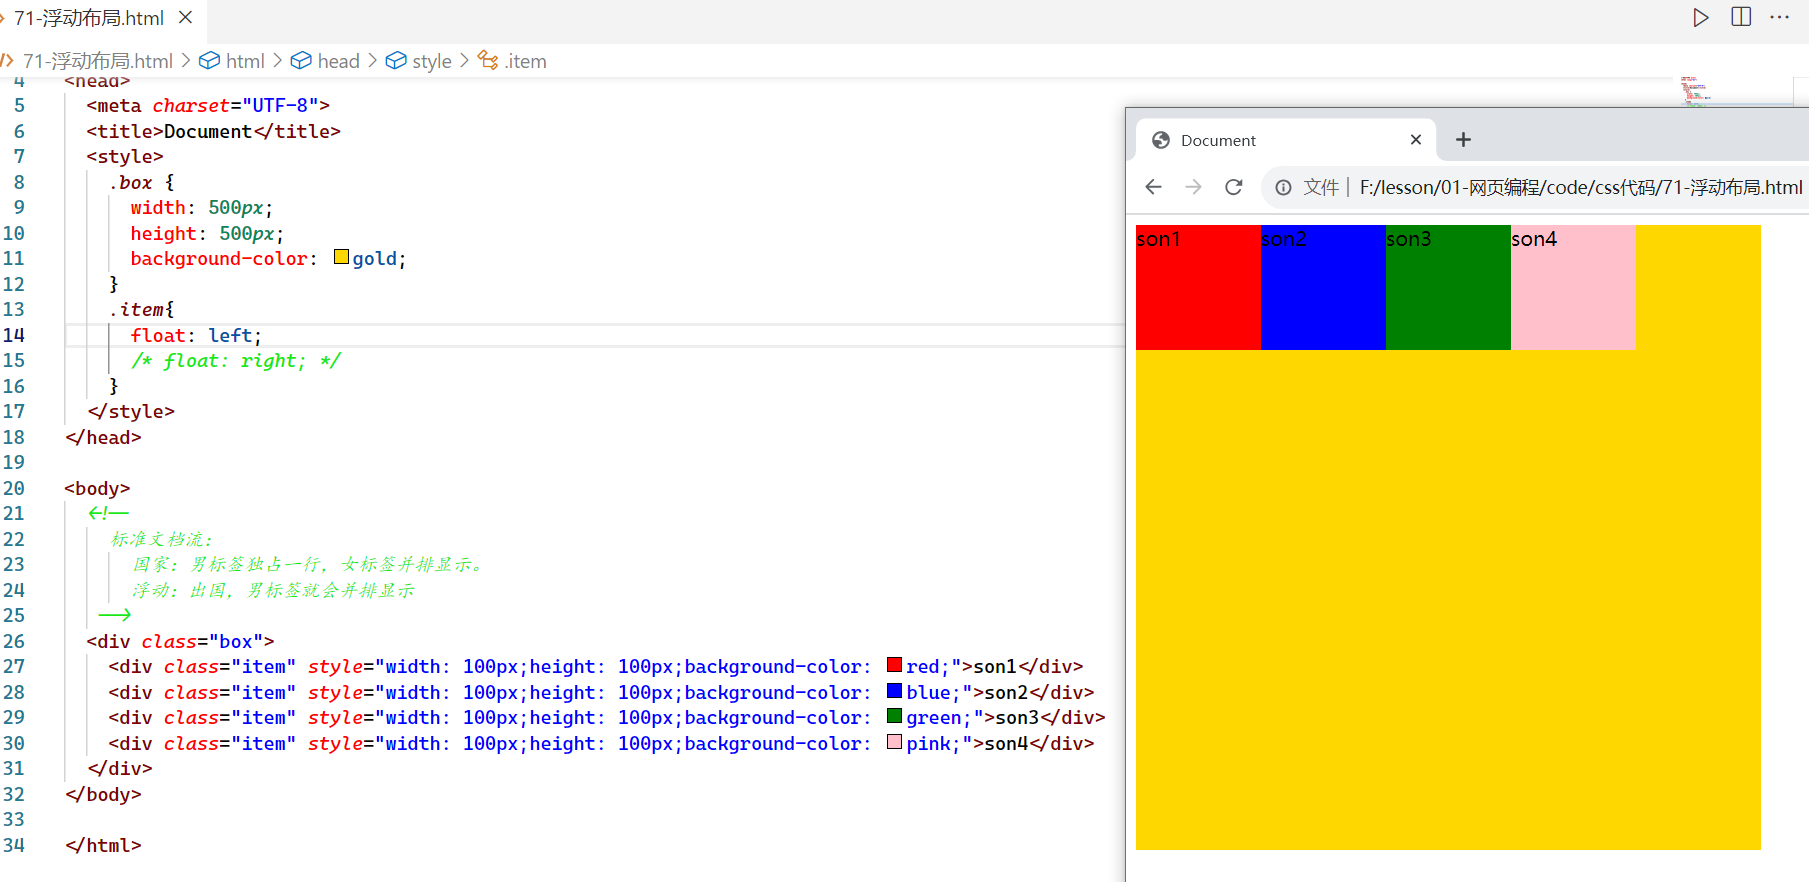 71-浮动布局.html
71-浮动布局.html > html > head > style > .item
4 <head>
5 <meta charset="UTF-8">
6 <title>Document</title>
7 <style>
8 .box {
9 width: 500px;
10 height: 500px;
11 background-color: gold;
12 }
13 .item{
14 float: left;
15 /* float: right; */
16 }
17 </style>
18 </head>
19
20 <body>
21 <!--
22 标准文档流：
23 国家：男标签独占一行，女标签并排显示。
24 浮动：出国，男标签就会并排显示
25 -->
26 <div class="box">
27 <div class="item" style="width: 100px;height: 100px;background-color: red;">son1</div>
28 <div class="item" style="width: 100px;height: 100px;background-color: blue;">son2</div>
29 <div class="item" style="width: 100px;height: 100px;background-color: green;">son3</div>
30 <div class="item" style="width: 100px;height: 100px;background-color: pink;">son4</div>
31 </div>
32 </body>
33
34 </html>
Document
文件 | F:/lesson/01-网页编程/code/css代码/71-浮动布局.html
son1 son2 son3 son4